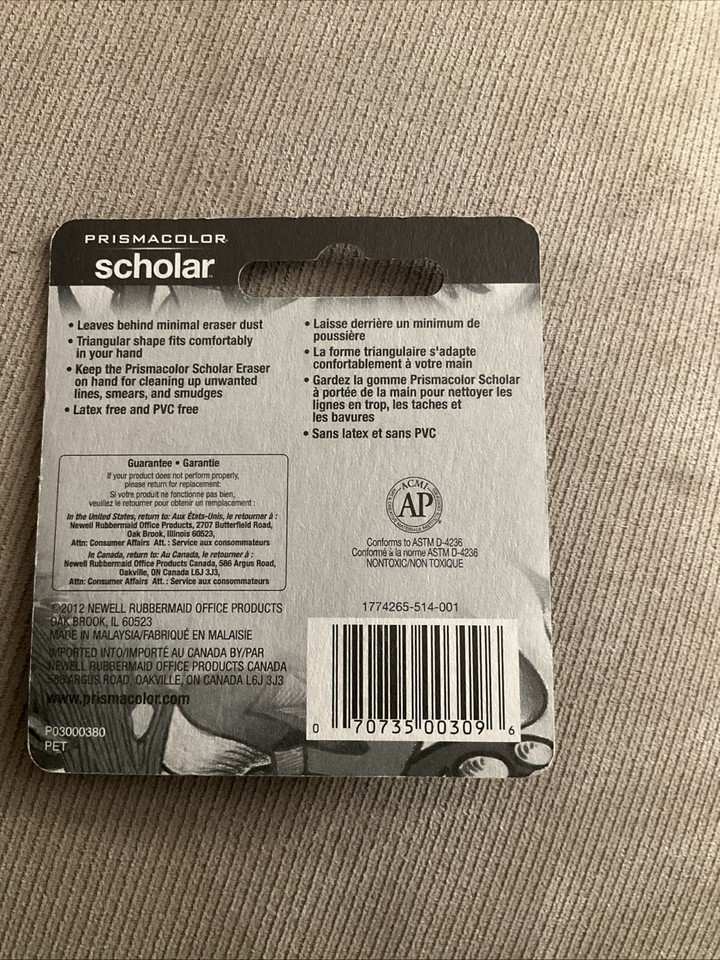 PRISMACOLOR
scholar
• Leaves behind minimal eraser dust
• Triangular shape fits comfortably
in your hand
• Keep the Prismacolor Scholar Eraser
on hand for cleaning up unwanted
lines, smears, and smudges
• Latex free and PVC free
• Laisse derrière un minimum de
poussière
• La forme triangulaire s'adapte
confortablement à votre main
• Gardez la gomme Prismacolor Scholar
à portée de la main pour nettoyer les
lignes en trop, les taches et
les bavures
• Sans latex et sans PVC
Guarantee • Garantie
If your product does not perform properly,
please return for replacement:
Si votre produit ne fonctionne pas bien,
veuillez le retourner pour obtenir un remplacement :
In the United States, return to: Aux États-Unis, le retourner à :
Newell Rubbermaid Office Products, 2707 Butterfield Road,
Oak Brook, Illinois 60523,
Attn: Consumer Affairs Att. : Service aux consommateurs
In Canada, return to: Au Canada, le retourner à :
Newell Rubbermaid Office Products Canada, 586 Argus Road,
Oakville, ON Canada L6J 3J3,
Attn: Consumer Affairs Att. : Service aux consommateurs
ACMI
AP
Conforms to ASTM D-4236
Conformé à la norme ASTM D-4236
NONTOXIC/NON TOXIQUE
©2012 NEWELL RUBBERMAID OFFICE PRODUCTS
OAK BROOK, IL 60523
MADE IN MALAYSIA/FABRIQUÉ EN MALAISIE
IMPORTED INTO/IMPORTÉ AU CANADA BY/PAR
NEWELL RUBBERMAID OFFICE PRODUCTS CANADA
586 ARGUS ROAD, OAKVILLE, ON CANADA L6J 3J3
www.prismacolor.com
P03000380
PET
1774265-514-001
0 70735 00309 6